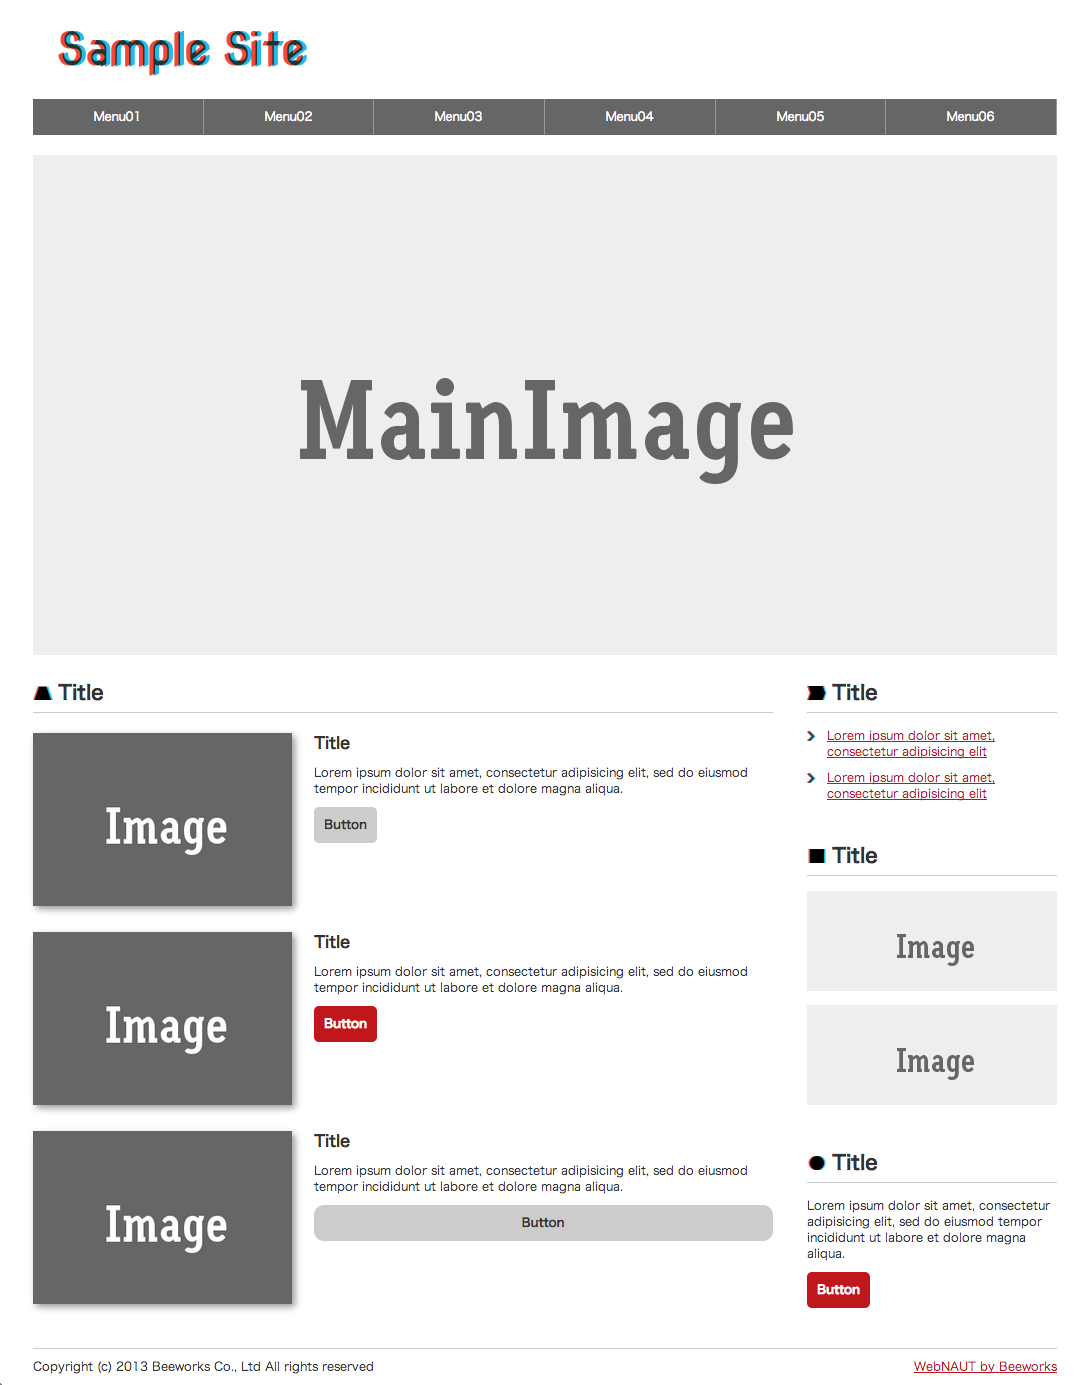 Sample Site
Menu01 Menu02 Menu03 Menu04 Menu05 Menu06
MainImage
Title
Image
Title
Lorem ipsum dolor sit amet, consectetur adipisicing elit, sed do eiusmod
tempor incididunt ut labore et dolore magna aliqua.
Button
Image
Title
Lorem ipsum dolor sit amet, consectetur adipisicing elit, sed do eiusmod
tempor incididunt ut labore et dolore magna aliqua.
Button
Image
Title
Lorem ipsum dolor sit amet, consectetur adipisicing elit, sed do eiusmod
tempor incididunt ut labore et dolore magna aliqua.
Button
Title
Lorem ipsum dolor sit amet,
consectetur adipisicing elit
Lorem ipsum dolor sit amet,
consectetur adipisicing elit
Title
Image
Image
Title
Lorem ipsum dolor sit amet, consectetur
adipisicing elit, sed do eiusmod tempor
incididunt ut labore et dolore magna
aliqua.
Button
Copyright (c) 2013 Beeworks Co., Ltd All rights reserved
WebNAUT by Beeworks